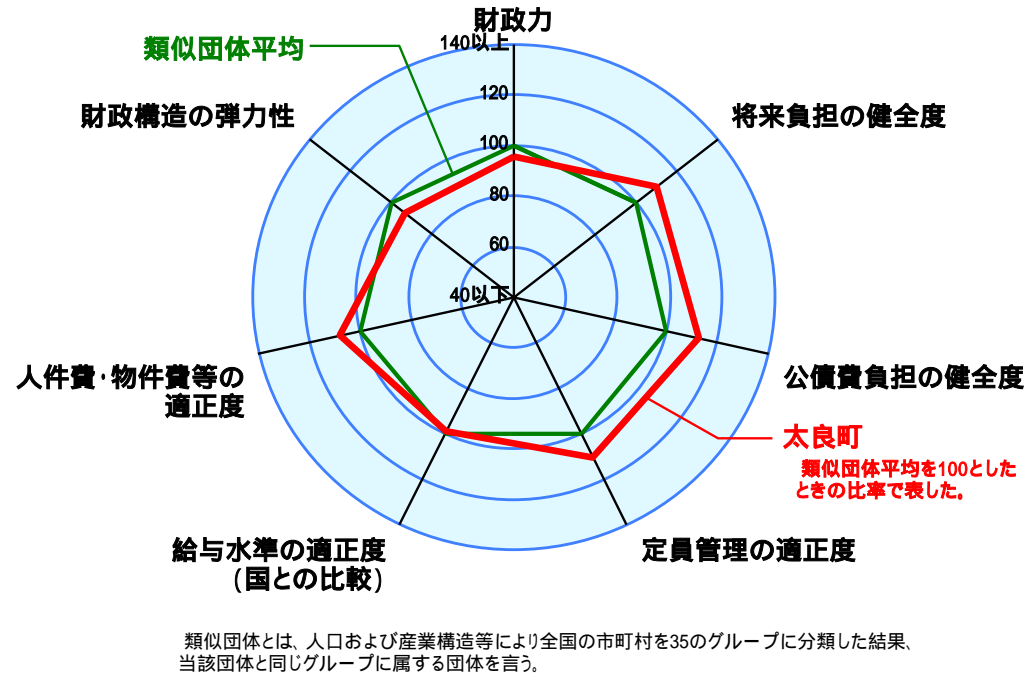 財政力
140以上
類似団体平均
120
財政構造の弾力性
将来負担の健全度
100
80
60
40以下
人件費・物件費等の
適正度
公債費負担の健全度
太良町
類似団体平均を100とした
ときの比率で表した。
給与水準の適正度
(国との比較)
定員管理の適正度
類似団体とは、人口および産業構造等により全国の市町村を35のグループに分類した結果、
当該団体と同じグループに属する団体を言う。